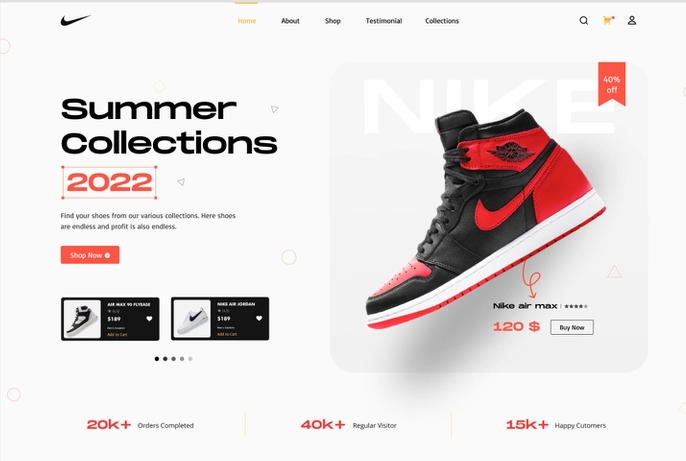 Home
About
Shop
Testimonial
Collections
NIKE
40%
off
Summer
Collections
2022
Find your shoes from our various collections. Here shoes
are endless and profit is also endless.
Shop Now
AIR MAX 90 FLYEASE
$189
Add to Cart
NIKE AIR JORDAN
$189
Add to Cart
Nike air max
120 $
Buy Now
20k+ Orders Completed
40k+ Regular Visitor
15k+ Happy Cutomers